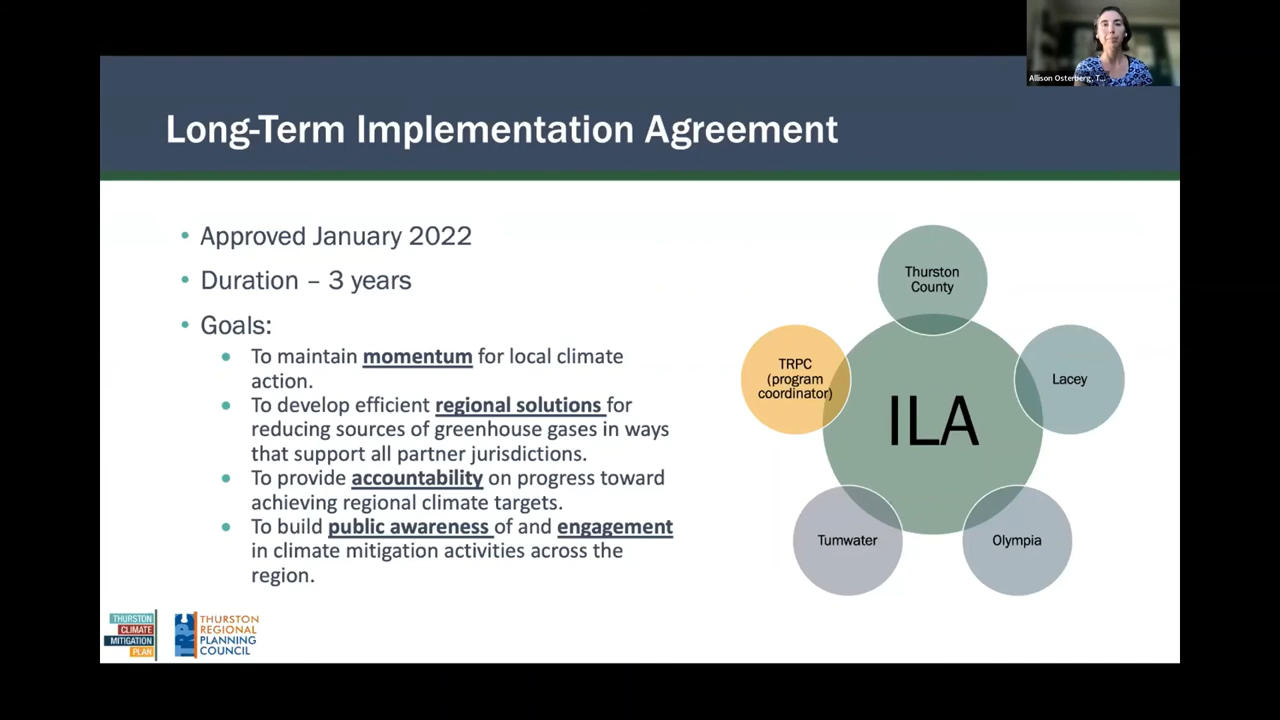 Allison Osterberg, T...
Long-Term Implementation Agreement
• Approved January 2022
• Duration – 3 years
• Goals:
• To maintain momentum for local climate
action.
• To develop efficient regional solutions for
reducing sources of greenhouse gases in ways
that support all partner jurisdictions.
• To provide accountability on progress toward
achieving regional climate targets.
• To build public awareness of and engagement
in climate mitigation activities across the
region.
Thurston
County
TRPC
(program
coordinator)
Lacey
ILA
Tumwater
Olympia
THURSTON
CLIMATE
MITIGATION
PLAN
TRPC
THURSTON
REGIONAL
PLANNING
COUNCIL